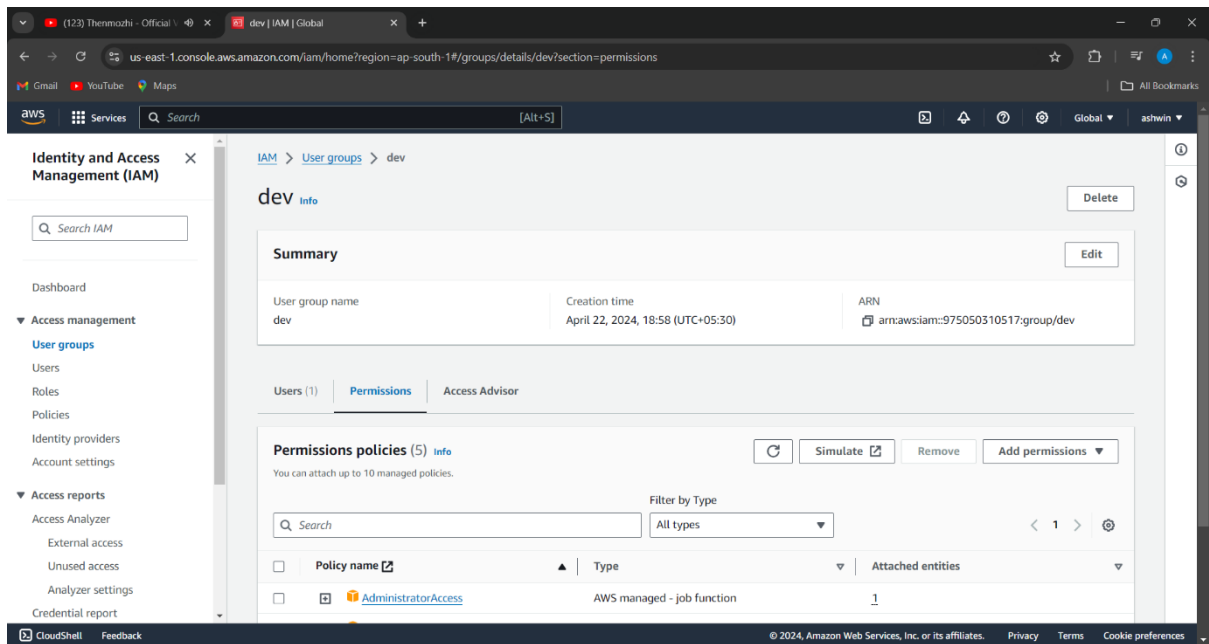 (123) Thenmozhi - Official V
dev | IAM | Global
us-east-1.console.aws.amazon.com/iam/home?region=ap-south-1#/groups/details/dev?section=permissions
A
Gmail YouTube Maps All Bookmarks
aws Services Search [Alt+S] Global ashwin
Identity and Access
Management (IAM)
Search IAM
Dashboard
Access management
User groups
Users
Roles
Policies
Identity providers
Account settings
Access reports
Access Analyzer
External access
Unused access
Analyzer settings
Credential report
IAM > User groups > dev
dev Info
Delete
Summary
Edit
User group name
dev
Creation time
April 22, 2024, 18:58 (UTC+05:30)
ARN
arn:aws:iam::975050310517:group/dev
Users (1) Permissions Access Advisor
Permissions policies (5) Info
Simulate Remove Add permissions
You can attach up to 10 managed policies.
Filter by Type
Search All types 1
Policy name Type Attached entities
AdministratorAccess AWS managed - job function 1
CloudShell Feedback © 2024, Amazon Web Services, Inc. or its affiliates. Privacy Terms Cookie preferences